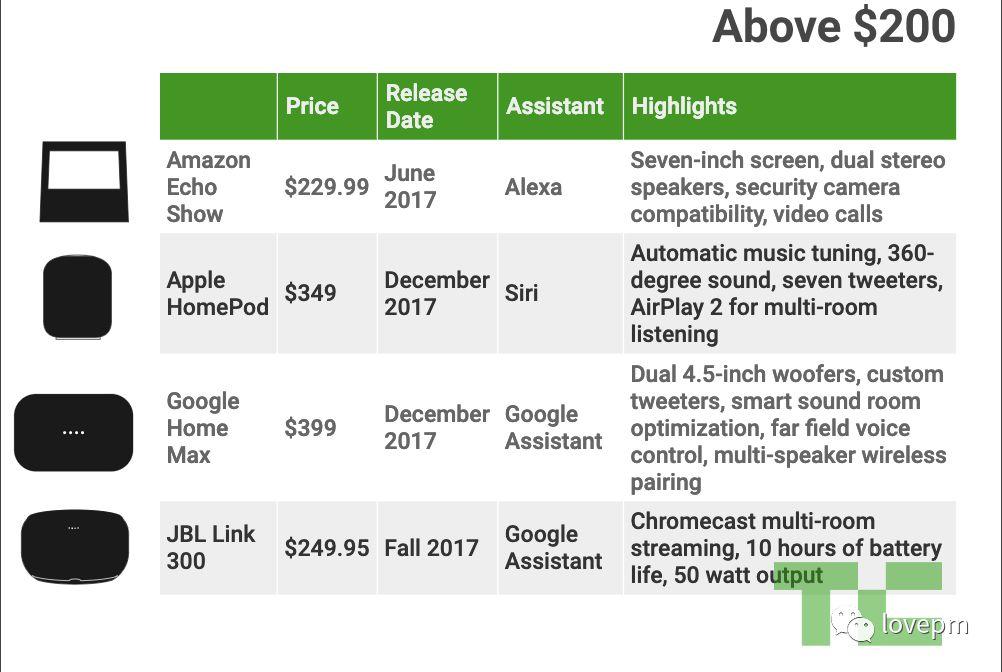 Above $200
Price
Release
Date
Assistant
Highlights
Amazon
Echo
Show
$229.99
June
2017
Alexa
Seven-inch screen, dual stereo
speakers, security camera
compatibility, video calls
Apple
HomePod
$349
December
2017
Siri
Automatic music tuning, 360-
degree sound, seven tweeters,
AirPlay 2 for multi-room
listening
Google
Home
Max
$399
December
2017
Google
Assistant
Dual 4.5-inch woofers, custom
tweeters, smart sound room
optimization, far field voice
control, multi-speaker wireless
pairing
JBL Link
300
$249.95
Fall 2017
Google
Assistant
Chromecast multi-room
streaming, 10 hours of battery
life, 50 watt output
TC
lovepm